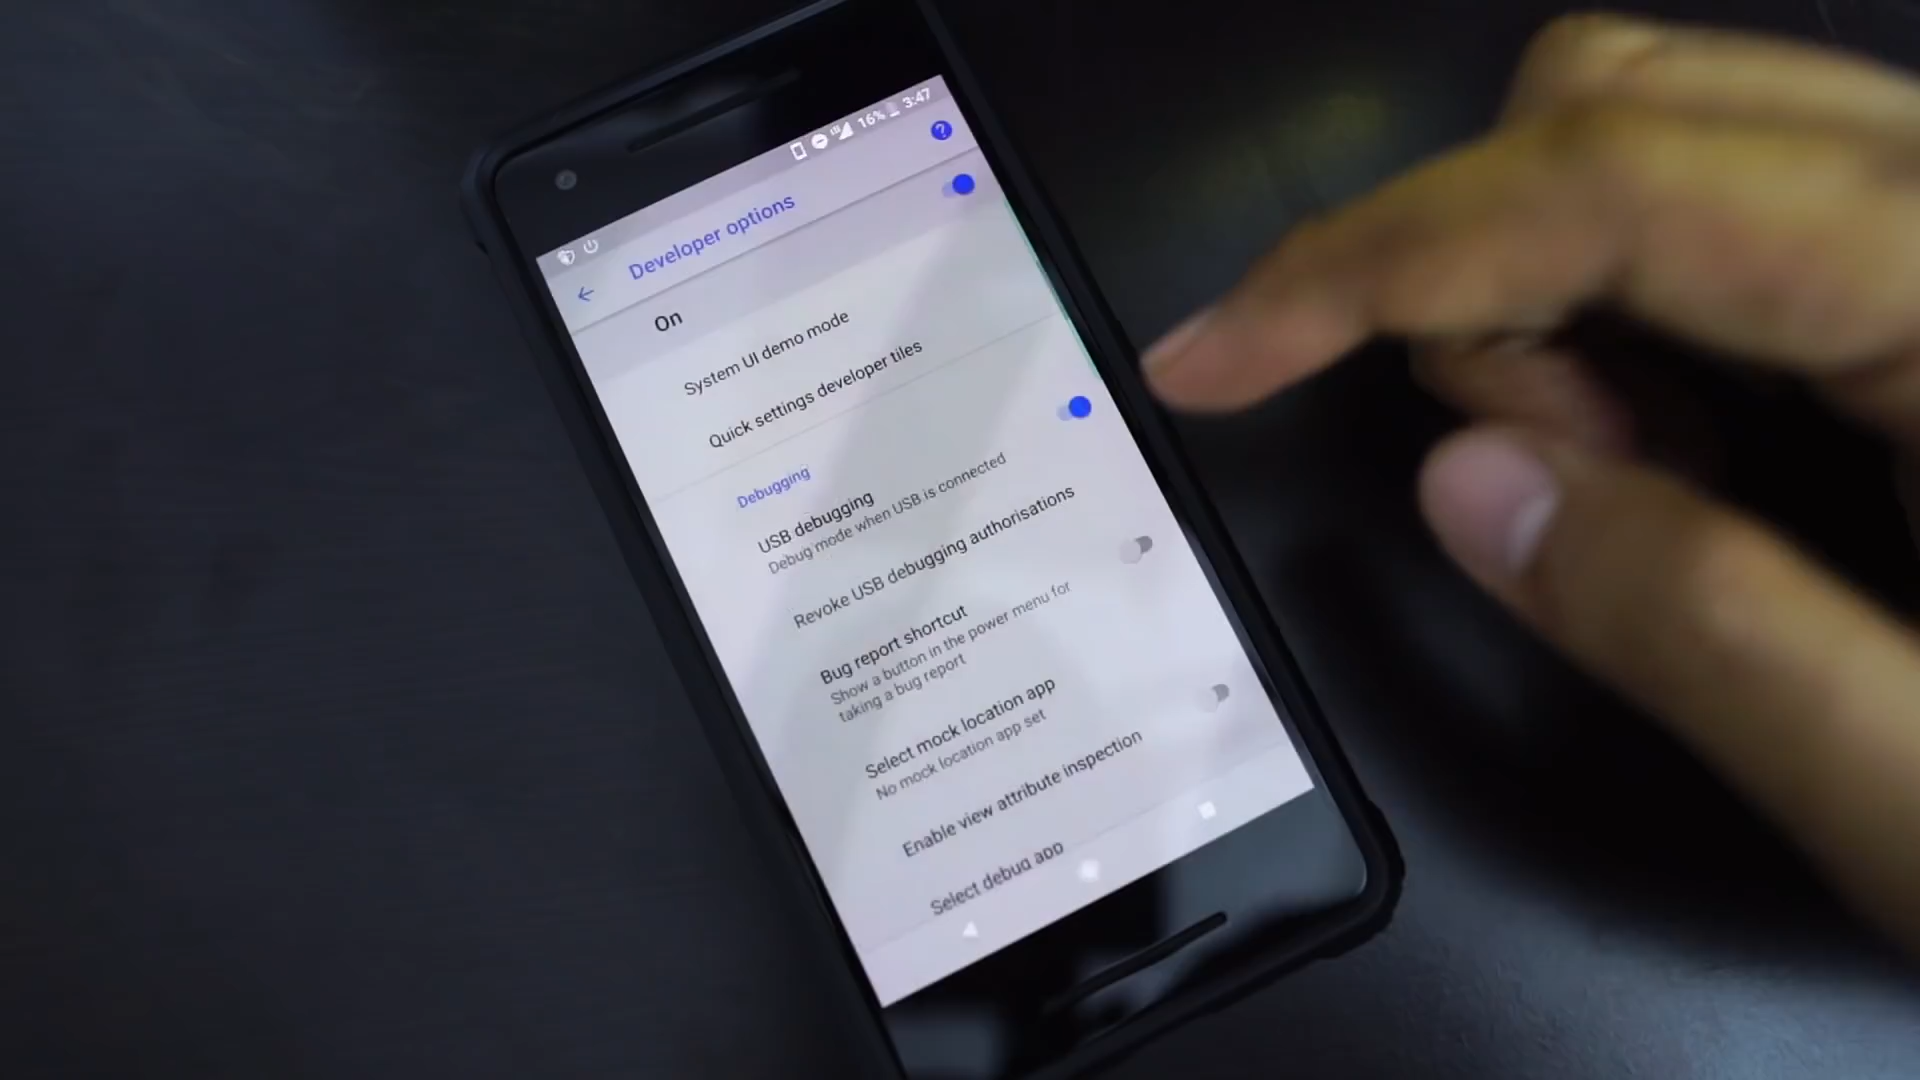 16% 3:47
Developer options
?
On
System UI demo mode
Quick settings developer tiles
Debugging
USB debugging
Debug mode when USB is connected
Revoke USB debugging authorisations
Bug report shortcut
Show a button in the power menu for
taking a bug report
Select mock location app
No mock location app set
Enable view attribute inspection
Select debug app